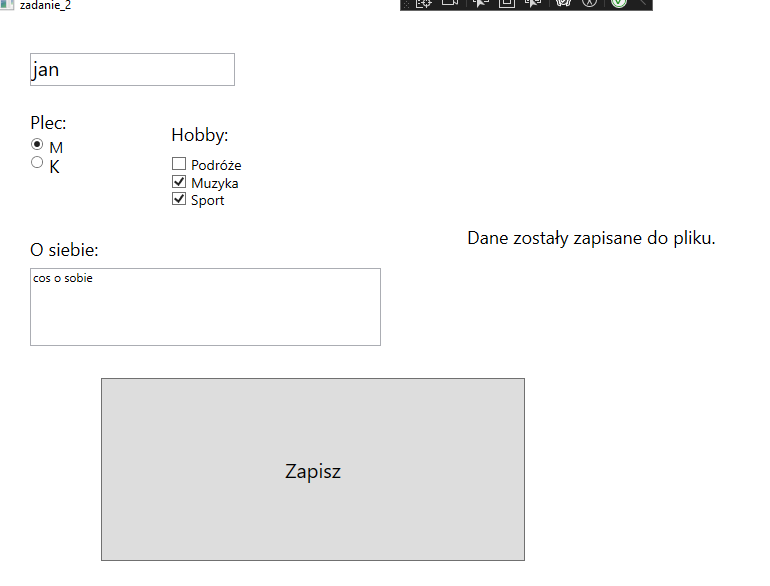 zadanie_2
jan
Plec:
M
K
Hobby:
Podróże
Muzyka
Sport
Dane zostały zapisane do pliku.
O siebie:
cos o sobie
Zapisz